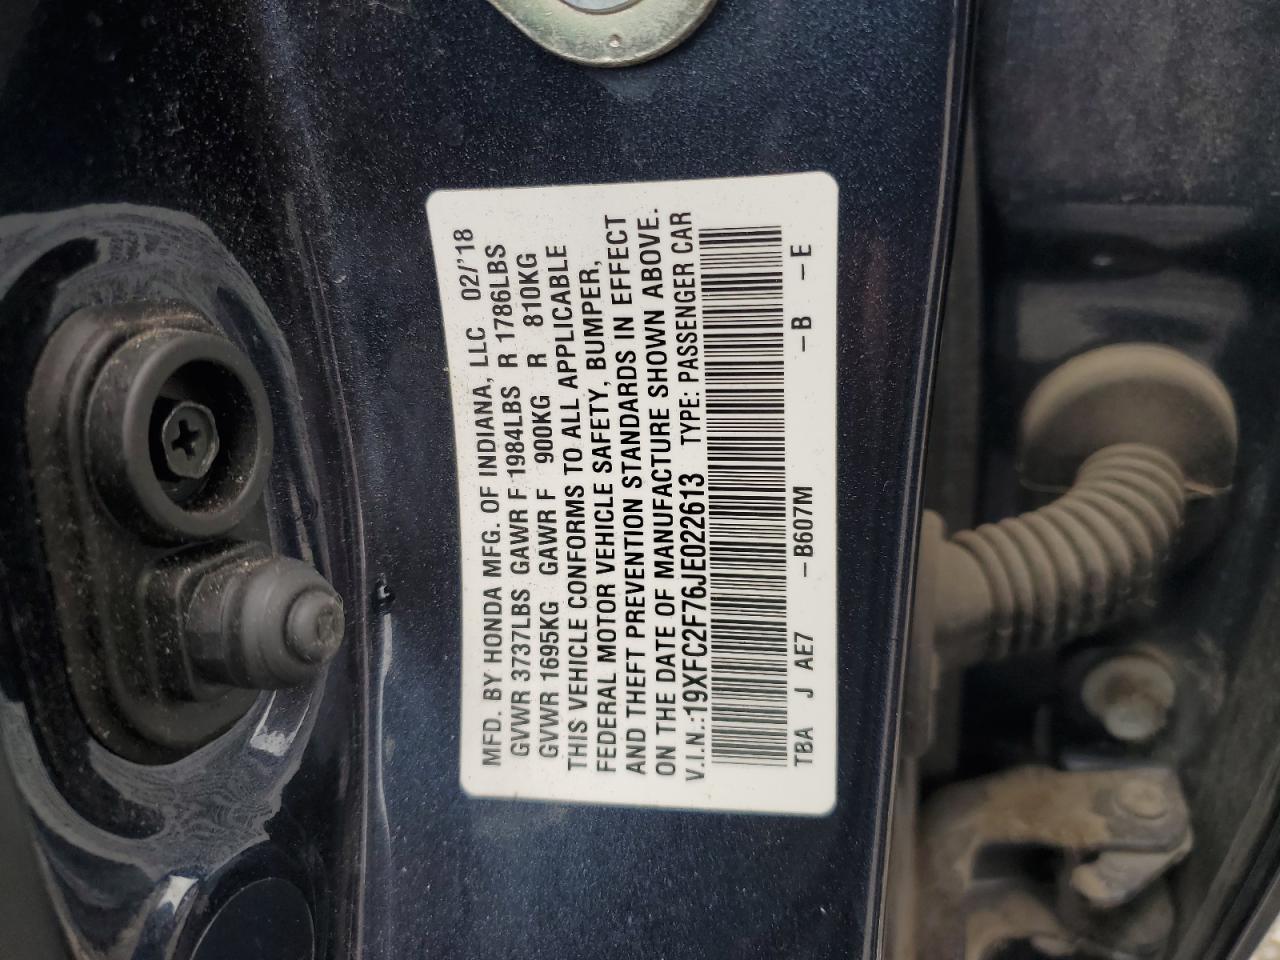 MFD. BY HONDA MFG. OF INDIANA, LLC 02/'18
GVWR 3737LBS GAWR F 1984LBS R 1786LBS
GVWR 1695KG GAWR F 900KG R 810KG
THIS VEHICLE CONFORMS TO ALL APPLICABLE
FEDERAL MOTOR VEHICLE SAFETY, BUMPER,
AND THEFT PREVENTION STANDARDS IN EFFECT
ON THE DATE OF MANUFACTURE SHOWN ABOVE.
V.I.N.:19XFC2F76JE022613 TYPE: PASSENGER CAR
TBA J AE7 -B607M -B -E